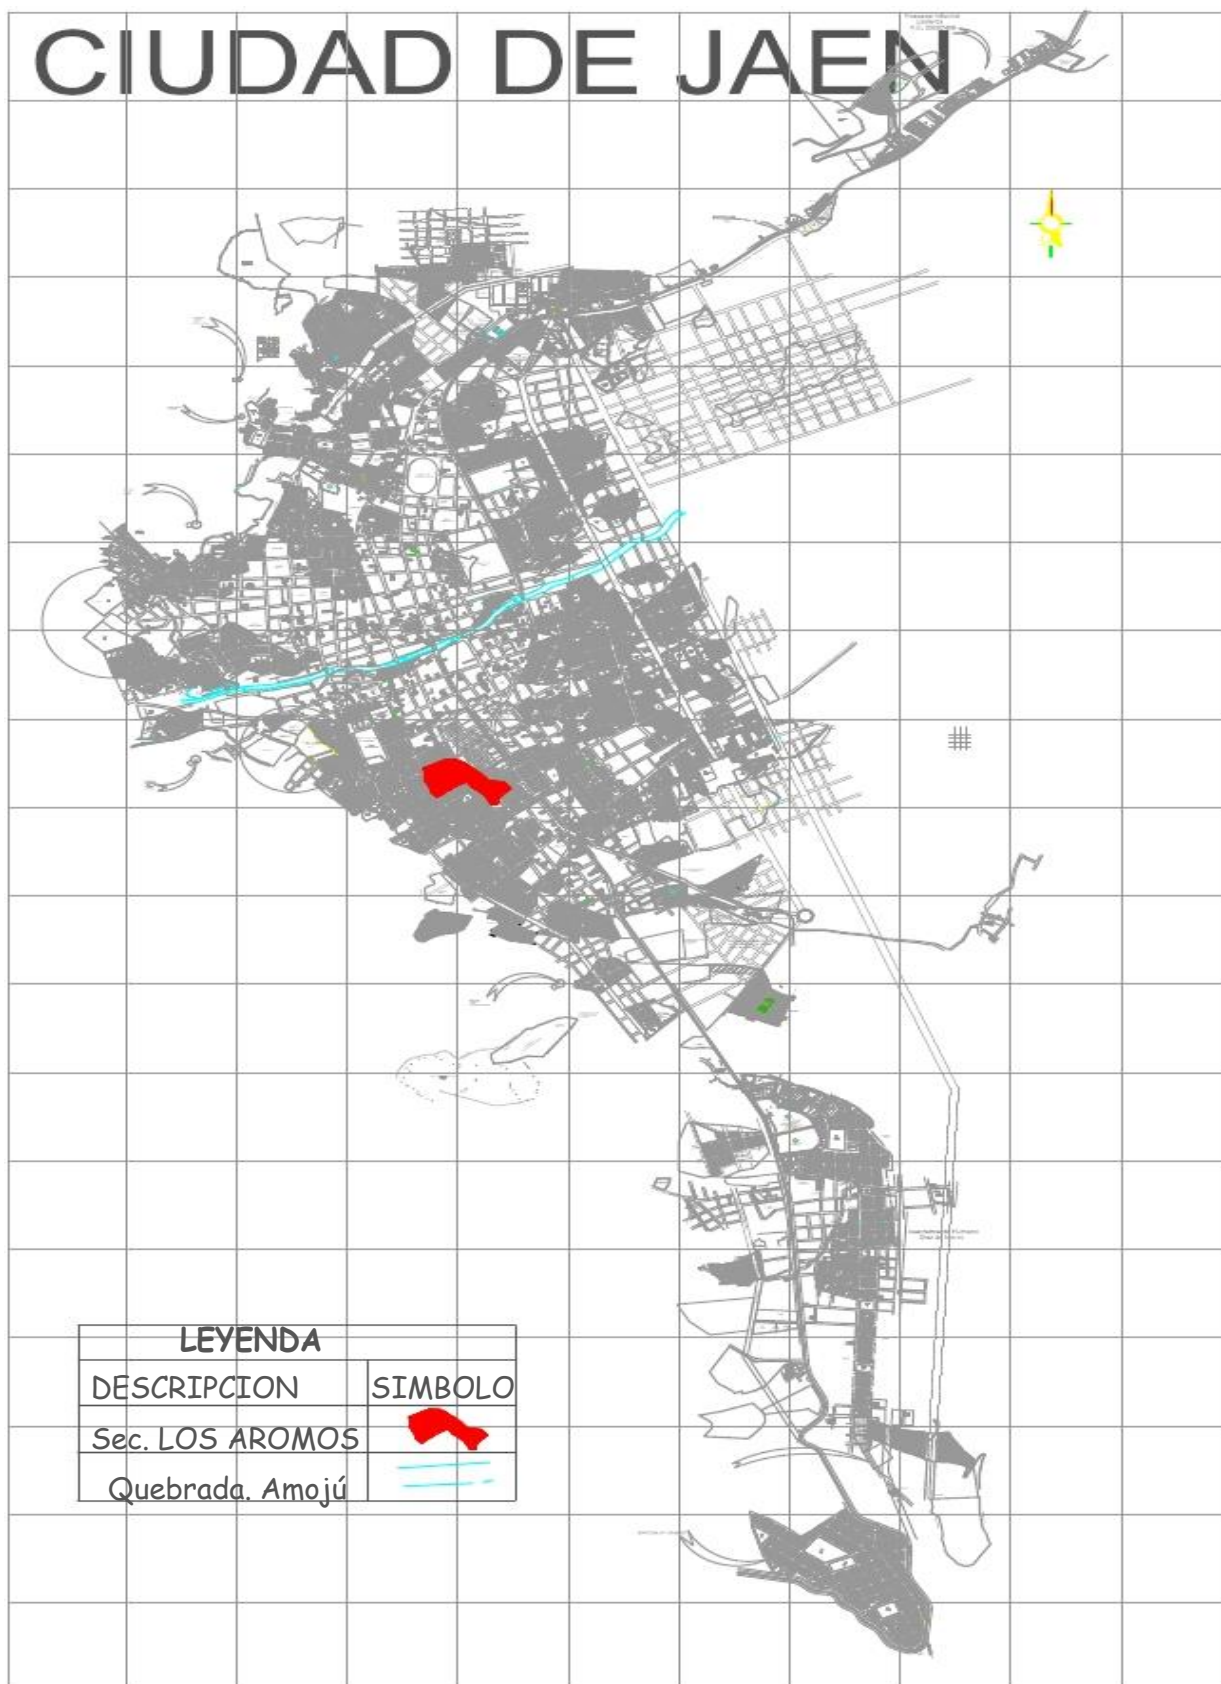 CIUDAD DE JAEN
LEYENDA
DESCRIPCION SIMBOLO
Sec. LOS AROMOS
Quebrada. Amojú